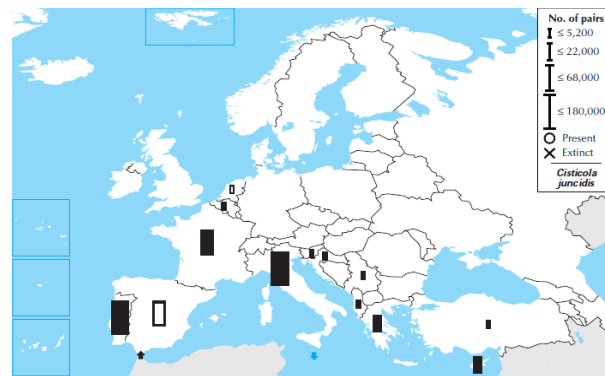 No. of pairs
≤ 5,200
≤ 22,000
≤ 68,000
≤ 180,000
Present
Extinct
Cisticola
juncidis